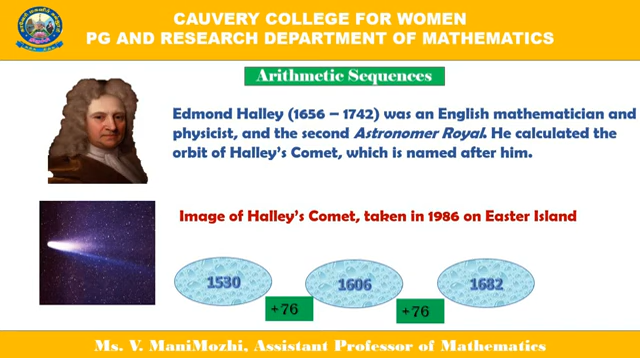 CAUVERY COLLEGE FOR WOMEN
PG AND RESEARCH DEPARTMENT OF MATHEMATICS
Arithmetic Sequences
Edmond Halley (1656 – 1742) was an English mathematician and
physicist, and the second Astronomer Royal. He calculated the
orbit of Halley's Comet, which is named after him.
Image of Halley's Comet, taken in 1986 on Easter Island
1530
1606
1682
+76
+76
Ms. V. ManiMozhi, Assistant Professor of Mathematics